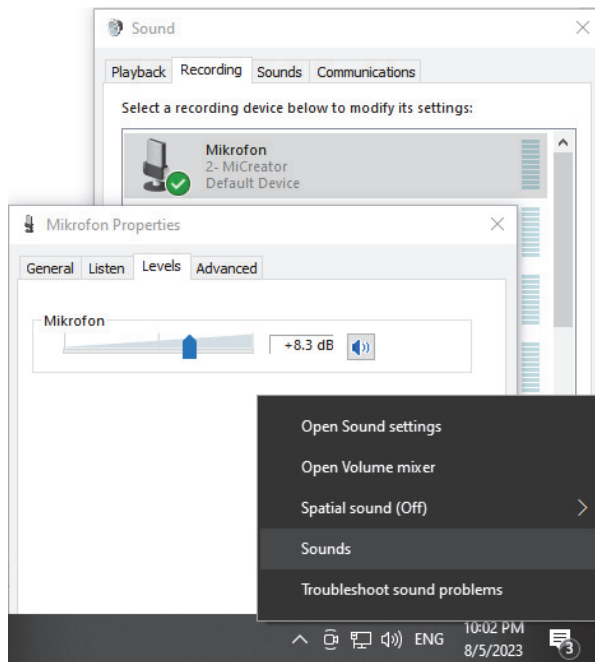 Sound
Playback Recording Sounds Communications
Select a recording device below to modify its settings:
Mikrofon
2- MiCreator
Default Device
Mikrofon Properties
General Listen Levels Advanced
Mikrofon
+8.3 dB
Open Sound settings
Open Volume mixer
Spatial sound (Off)
Sounds
Troubleshoot sound problems
ENG
10:02 PM
8/5/2023
3